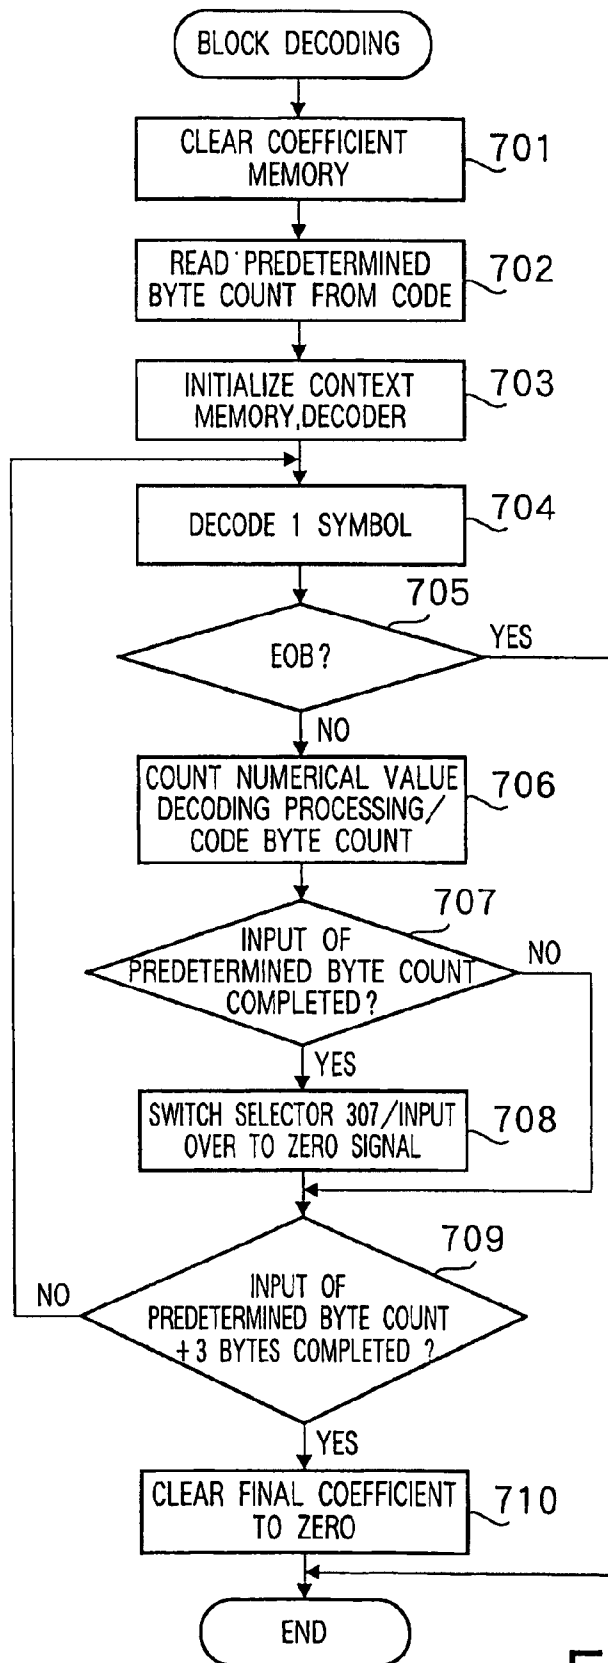 BLOCK DECODING
CLEAR COEFFICIENT
MEMORY
701
READ PREDETERMINED
BYTE COUNT FROM CODE
702
INITIALIZE CONTEXT
MEMORY,DECODER
703
DECODE 1 SYMBOL
704
705
EOB?
YES
NO
COUNT NUMERICAL VALUE
DECODING PROCESSING/
CODE BYTE COUNT
706
707
INPUT OF
PREDETERMINED BYTE COUNT
COMPLETED?
NO
YES
SWITCH SELECTOR 307/INPUT
OVER TO ZERO SIGNAL
708
709
INPUT OF
PREDETERMINED BYTE COUNT
+3 BYTES COMPLETED ?
NO
YES
CLEAR FINAL COEFFICIENT
TO ZERO
710
END